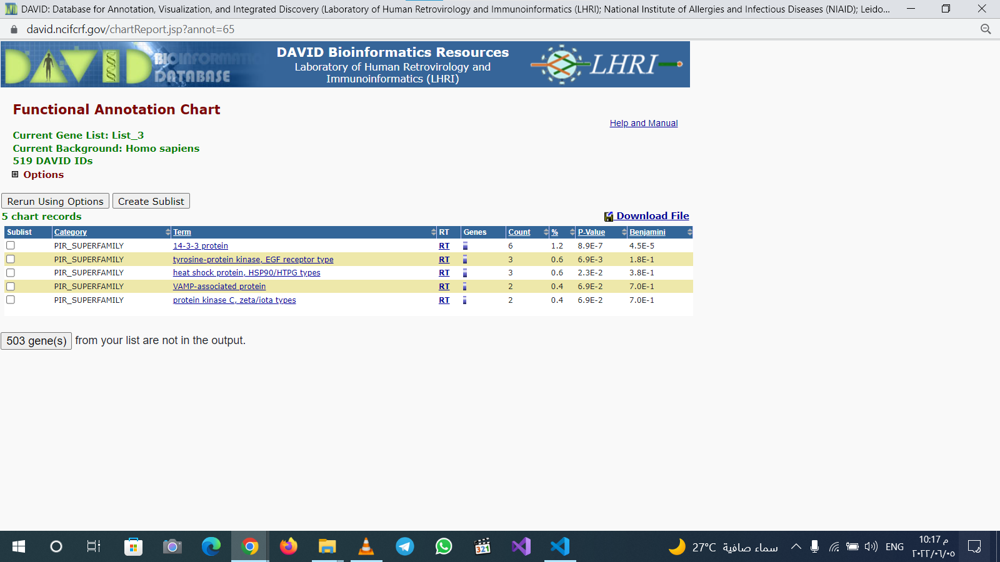 DAVID: Database for Annotation, Visualization, and Integrated Discovery (Laboratory of Human Retrovirology and Immunoinformatics (LHRI); National Institute of Allergies and Infectious Diseases (NIAID); Leido...
david.ncifcrf.gov/chartReport.jsp?annot=65
DAVID BIOINFORMATICS DATABASE
DAVID Bioinformatics Resources
Laboratory of Human Retrovirology and
Immunoinformatics (LHRI)
LHRI
Functional Annotation Chart
Help and Manual
Current Gene List: List_3
Current Background: Homo sapiens
519 DAVID IDs
Options
Rerun Using Options Create Sublist
5 chart records Download File
Sublist Category Term RT Genes Count % P-Value Benjamini
PIR_SUPERFAMILY 14-3-3 protein RT 6 1.2 8.9E-7 4.5E-5
PIR_SUPERFAMILY tyrosine-protein kinase, EGF receptor type RT 3 0.6 6.9E-3 1.8E-1
PIR_SUPERFAMILY heat shock protein, HSP90/HTPG types RT 3 0.6 2.3E-2 3.8E-1
PIR_SUPERFAMILY VAMP-associated protein RT 2 0.4 6.9E-2 7.0E-1
PIR_SUPERFAMILY protein kinase C, zeta/iota types RT 2 0.4 6.9E-2 7.0E-1
503 gene(s) from your list are not in the output.
321
27°C سماء صافية ENG
10:17 م
٢٠٢٢/٠٦/٠٥